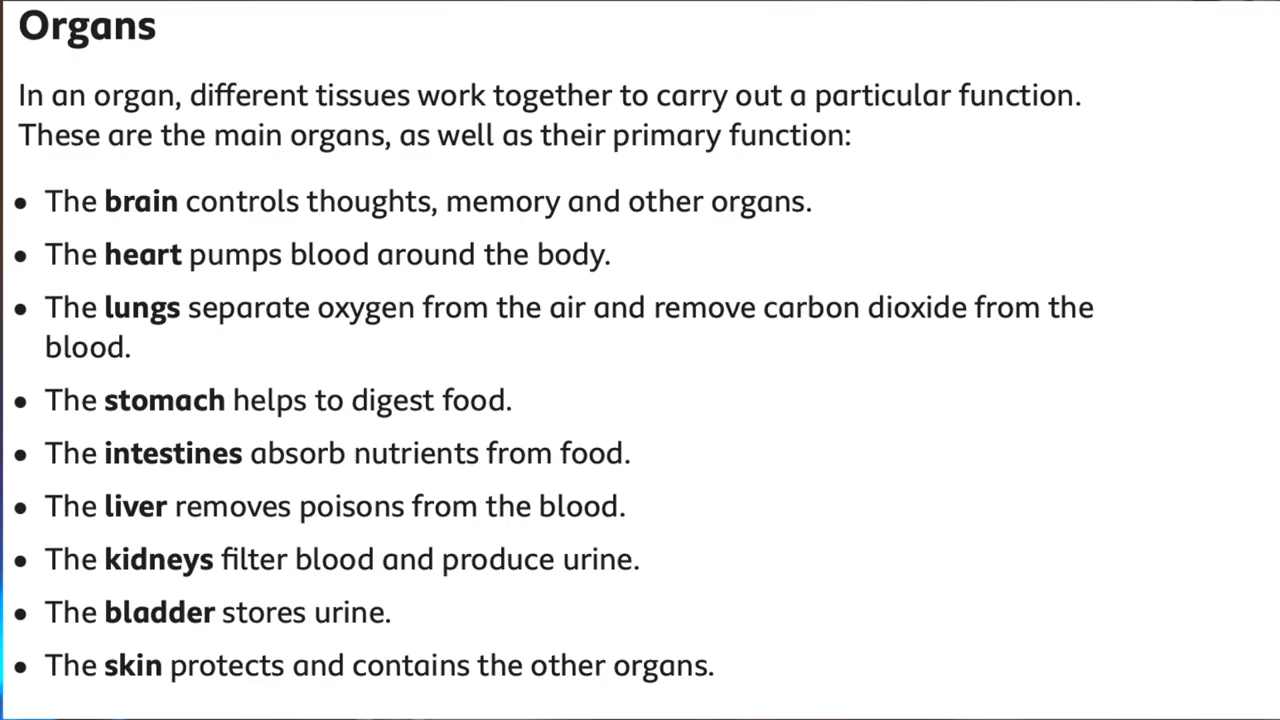 Organs
In an organ, different tissues work together to carry out a particular function.
These are the main organs, as well as their primary function:
• The brain controls thoughts, memory and other organs.
• The heart pumps blood around the body.
• The lungs separate oxygen from the air and remove carbon dioxide from the
blood.
• The stomach helps to digest food.
• The intestines absorb nutrients from food.
• The liver removes poisons from the blood.
• The kidneys filter blood and produce urine.
• The bladder stores urine.
• The skin protects and contains the other organs.